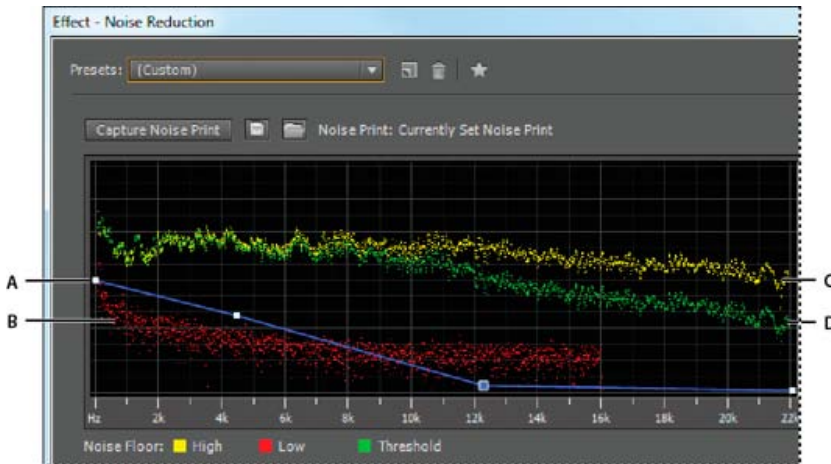 Effect - Noise Reduction
Presets: (Custom)
Capture Noise Print Noise Print: Currently Set Noise Print
A
B
C
D
Hz 2k 4k 6k 8k 10k 12k 14k 16k 18k 20k 22k
Noise Floor: High Low Threshold